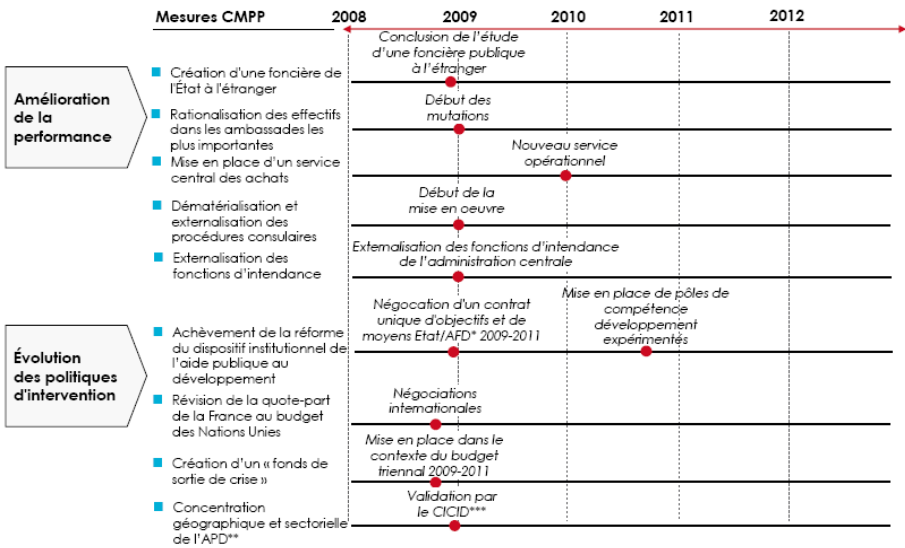 Mesures CMPP 2008 2009 2010 2011 2012
Amélioration
de la
performance
Création d'une foncière de
l'État à l'étranger
Conclusion de l'étude
d'une foncière publique
à l'étranger
Rationalisation des effectifs
dans les ambassades les
plus importantes
Début des
mutations
Mise en place d'un service
central des achats
Nouveau service
opérationnel
Dématérialisation et
externalisation des
procédures consulaires
Début de la
mise en oeuvre
Externalisation des
fonctions d'intendance
Externalisation des fonctions d'intendance
de l'administration centrale
Évolution
des politiques
d'intervention
Achèvement de la réforme
du dispositif institutionnel de
l'aide publique au
développement
Négocation d'un contrat
unique d'objectifs et de
moyens Etat/AFD* 2009-2011
Mise en place de pôles de
compétence
développement
expérimentés
Révision de la quote-part
de la France au budget
des Nations Unies
Négociations
internationales
Création d'un « fonds de
sortie de crise »
Mise en place dans le
contexte du budget
triennal 2009-2011
Concentration
géographique et sectorielle
de l'APD**
Validation par
le CICID***